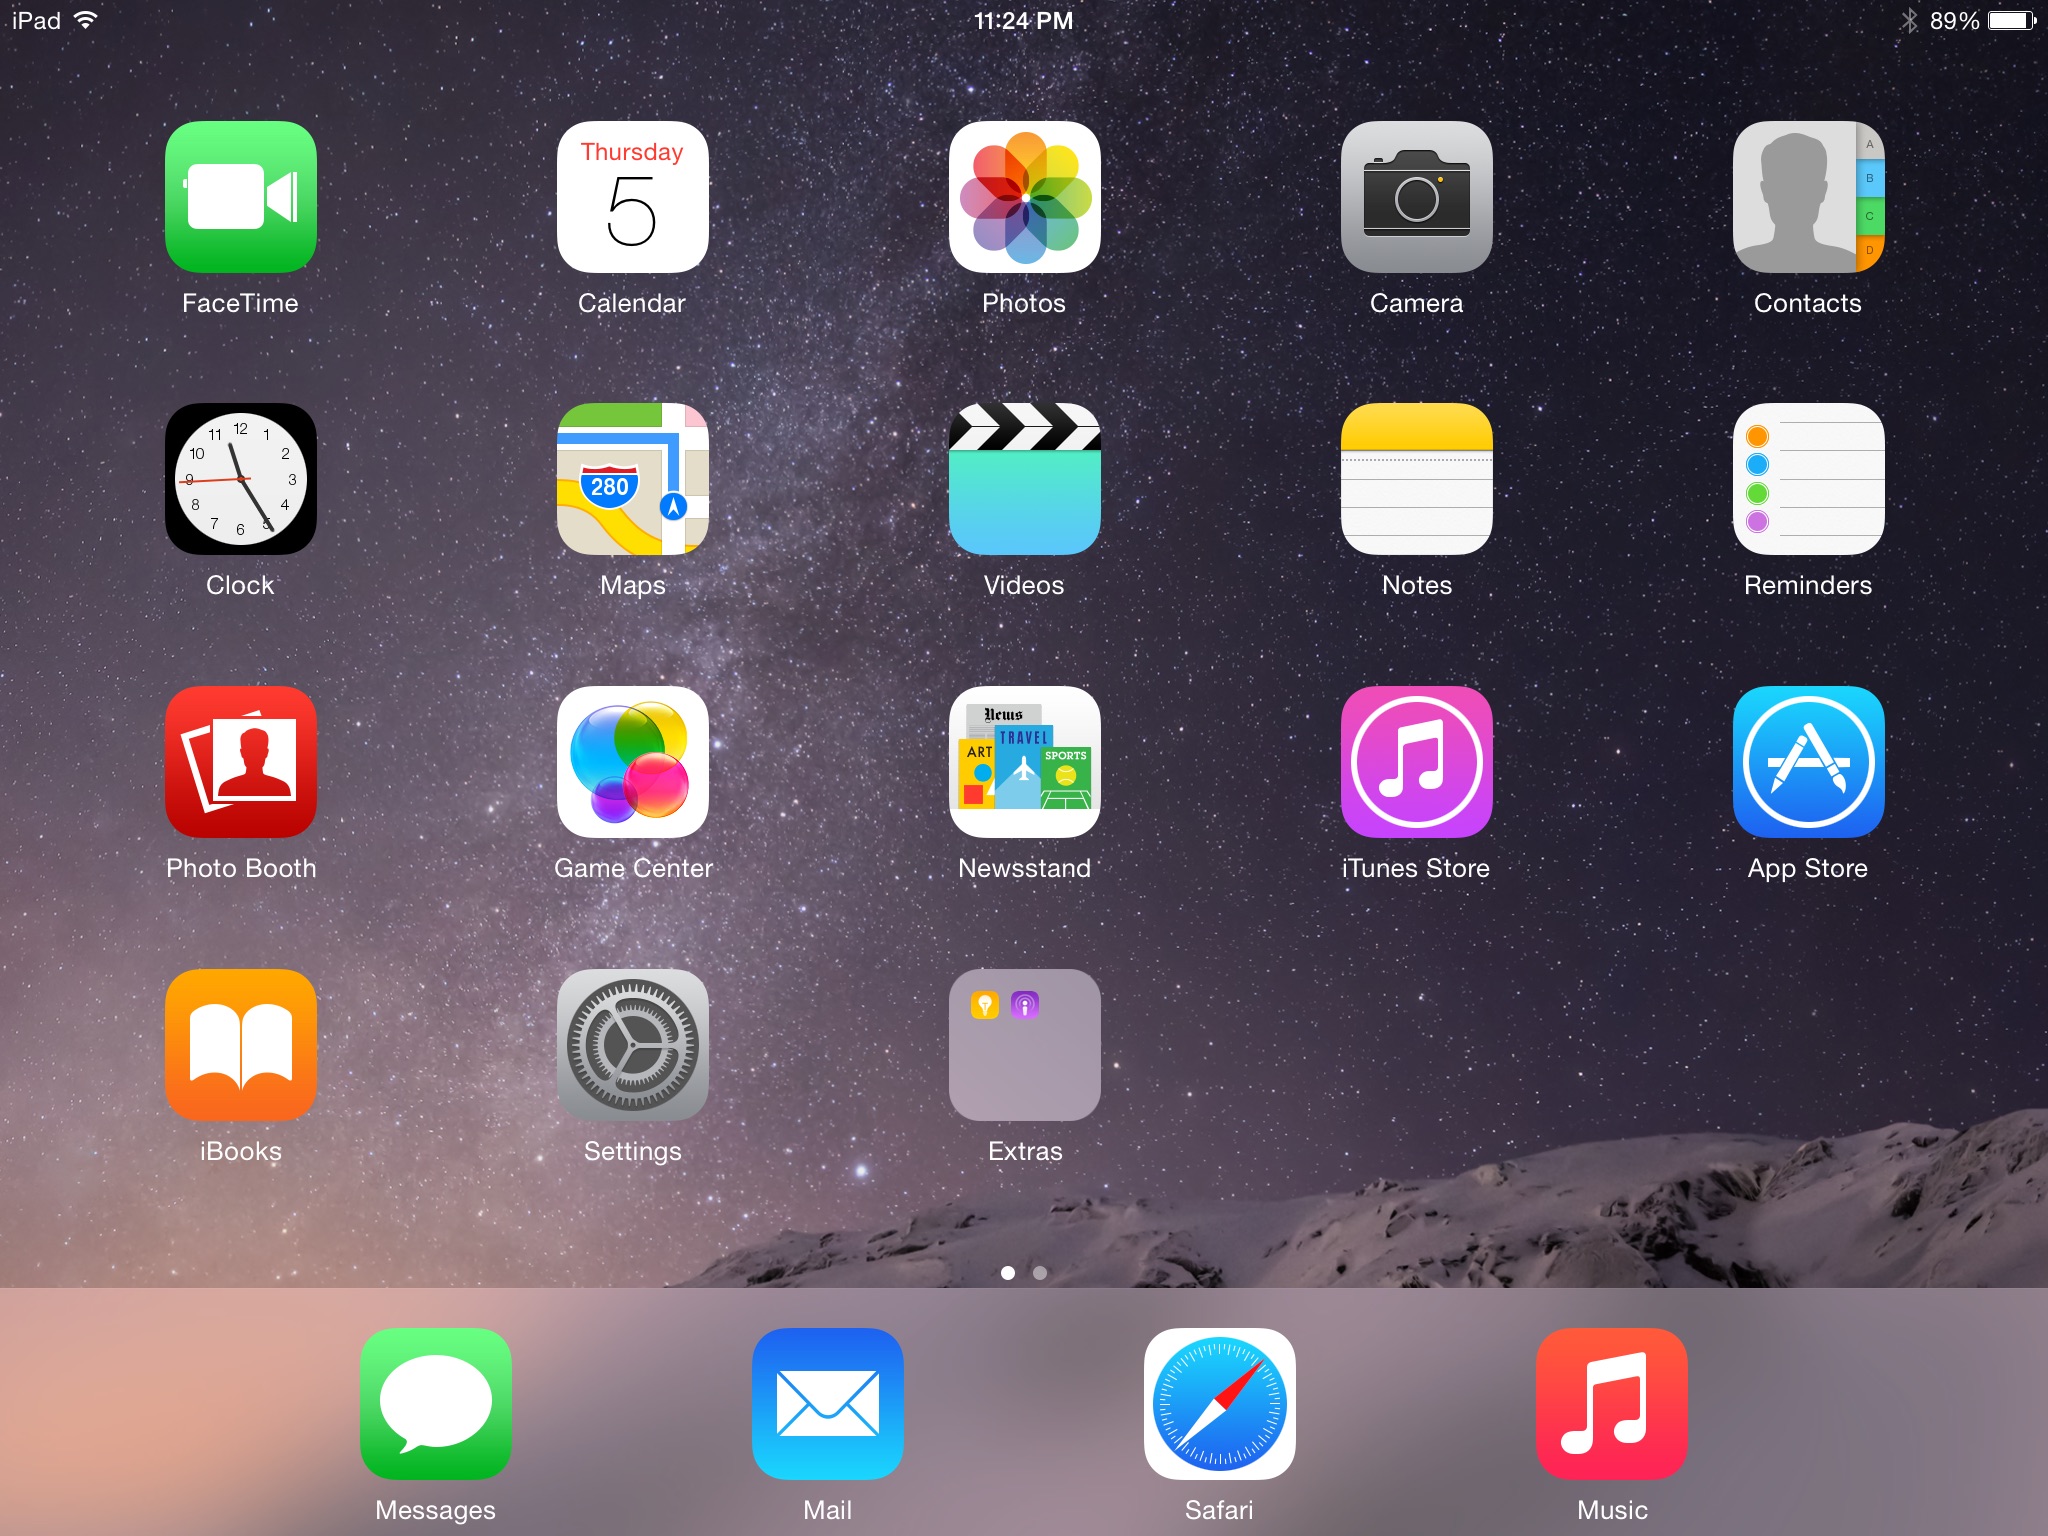 iPad 11:24 PM 89%
Thursday
5
A
B
C
D
FaceTime Calendar Photos Camera Contacts
12
11 1
10 2
9 3
8 4
7 5
6
280
Clock Maps Videos Notes Reminders
News
TRAVEL
ART
SPORTS
Photo Booth Game Center Newsstand iTunes Store App Store
iBooks Settings Extras
Messages Mail Safari Music